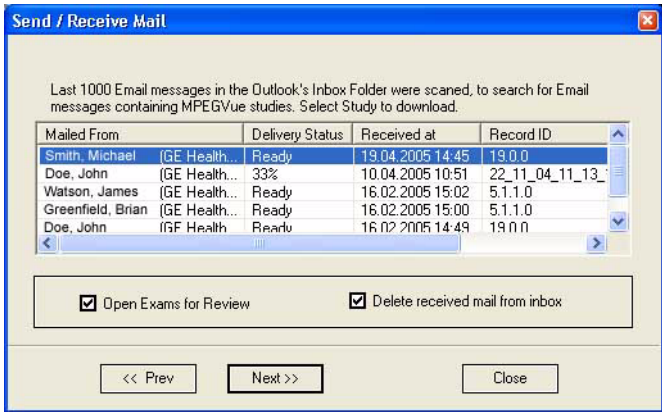 Send / Receive Mail
Last 1000 Email messages in the Outlook's Inbox Folder were scaned, to search for Email
messages containing MPEGVue studies. Select Study to download.
Mailed From Delivery Status Received at Record ID
Smith, Michael (GE Health... Ready 19.04.2005 14:45 19.0.0
Doe, John (GE Health... 33% 10.04.2005 10:51 22_11_04_11_13_
Watson, James (GE Health... Ready 16.02.2005 15:02 5.1.1.0
Greenfield, Brian (GE Health... Ready 16.02.2005 15:00 5.1.1.0
Doe, John (GE Health... Ready 16.02.2005 14:49 19.0.0
Open Exams for Review Delete received mail from inbox
<< Prev Next >> Close